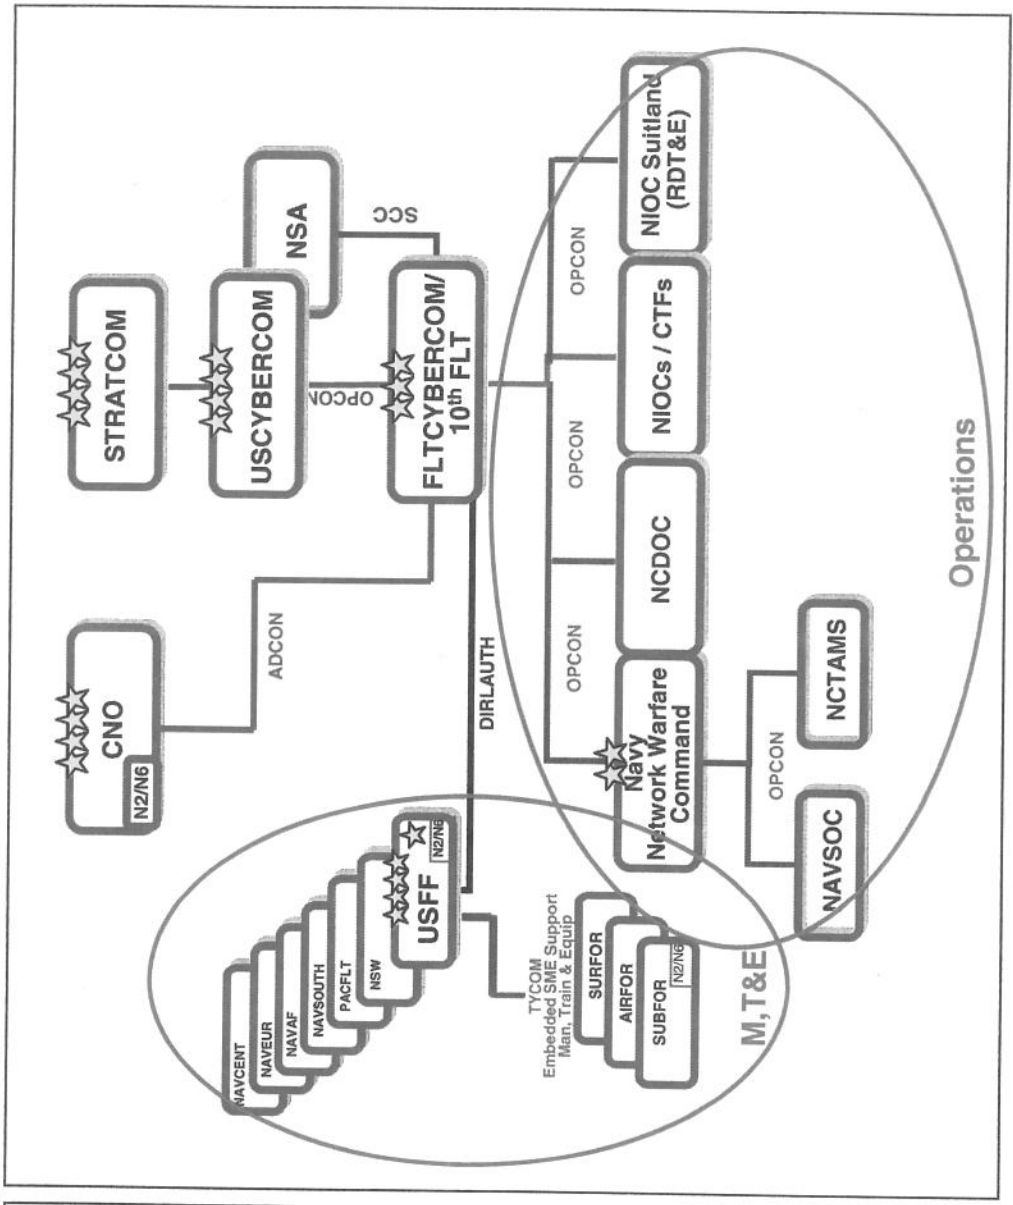 CNO
N2/N6
STRATCOM
USCYBERCOM
NSA
ADCON
OPCON
SCC
FLTCYBERCOM/
10th FLT
DIRLAUTH
NAVCENT
NAVEUR
NAVAF
NAVSOUTH
PACFLT
NSW
USFF
N2/N6
TYCOM
Embedded SME Support
Man, Train & Equip
SURFOR
AIRFOR
SUBFOR
N2/N6
M,T&E
OPCON
OPCON
OPCON
Navy
Network Warfare
Command
NCDOC
NIOCs / CTFs
NIOC Suitland
(RDT&E)
OPCON
NAVSOC
NCTAMS
Operations